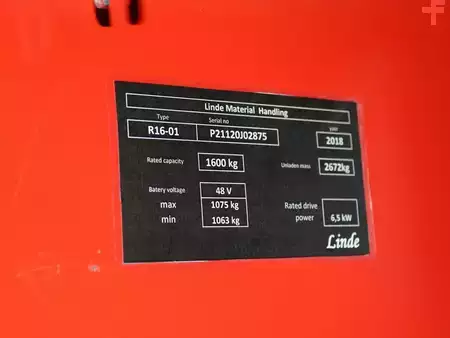 Linde Material Handling
Type Serial no year
R16-01 P21120J02875 2018
Rated capacity 1600 kg Unladen mass 2672kg
Batery voltage 48 V
max 1075 kg Rated drive
min 1063 kg power 6,5 kW
Linde